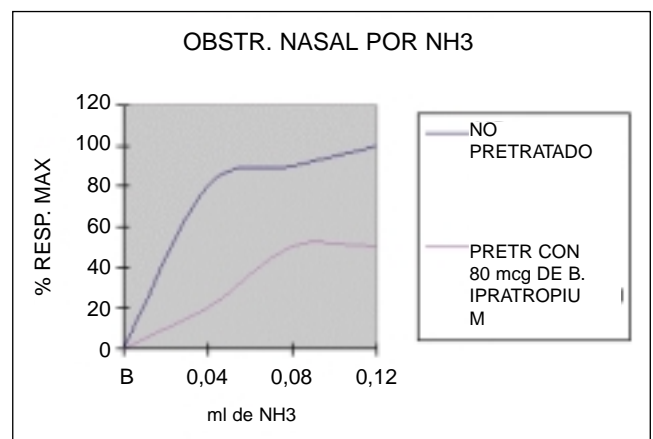 OBSTR. NASAL POR NH3
120
100
80
60
40
20
0
% RESP. MAX
B 0,04 0,08 0,12
ml de NH3
NO
PRETRATADO
PRETR CON
80 mcg DE B.
IPRATROPIU
M